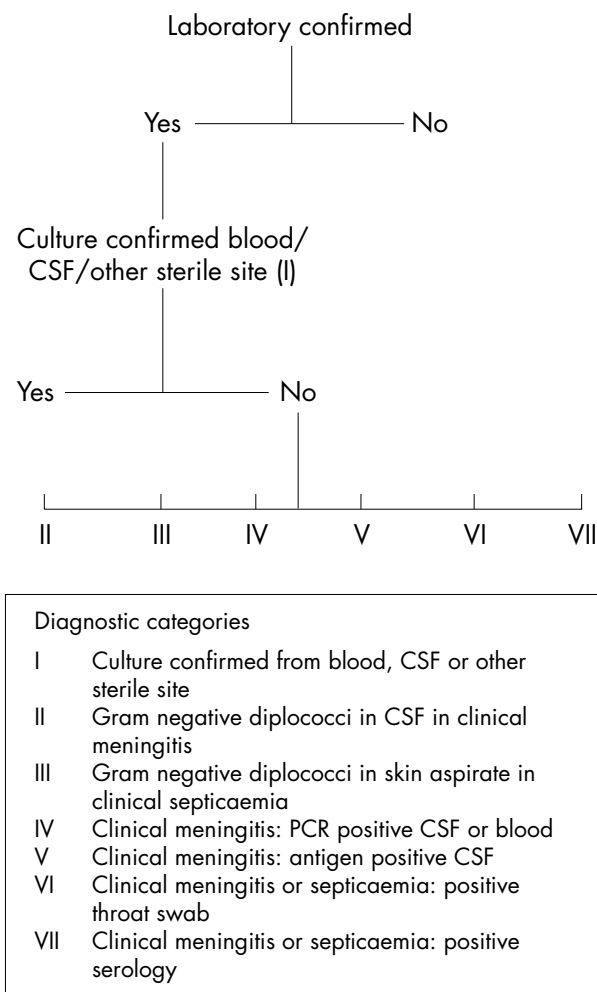 Laboratory confirmed
Yes No
Culture confirmed blood/
CSF/other sterile site (I)
Yes No
II III IV V VI VII
Diagnostic categories
I Culture confirmed from blood, CSF or other
sterile site
II Gram negative diplococci in CSF in clinical
meningitis
III Gram negative diplococci in skin aspirate in
clinical septicaemia
IV Clinical meningitis: PCR positive CSF or blood
V Clinical meningitis: antigen positive CSF
VI Clinical meningitis or septicaemia: positive
throat swab
VII Clinical meningitis or septicaemia: positive
serology